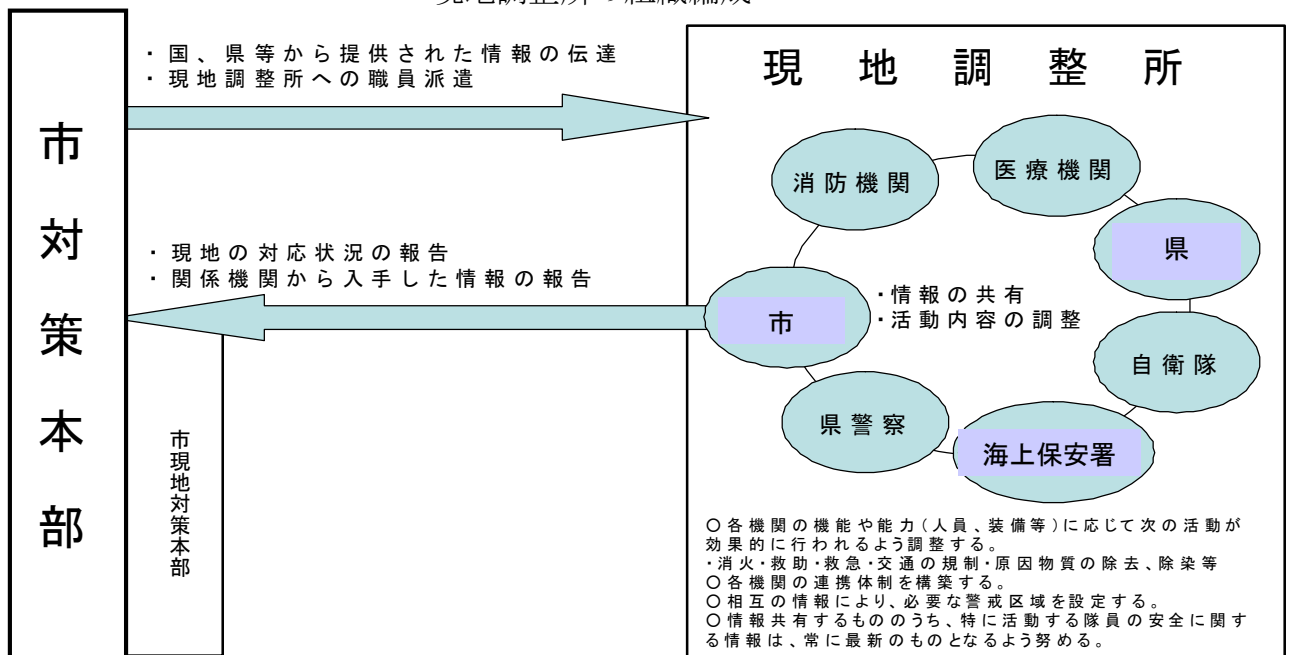 現地調整所の組織編成
市対策本部
・国、県等から提供された情報の伝達
・現地調整所への職員派遣
・現地の対応状況の報告
・関係機関から入手した情報の報告
市現地対策本部
現地調整所
消防機関
医療機関
県
自衛隊
海上保安署
県警察
市
・情報の共有
・活動内容の調整
〇各機関の機能や能力(人員、装備等)に応じて次の活動が
効果的に行われるよう調整する。
・消火・救助・救急・交通の規制・原因物質の除去、除染等
〇各機関の連携体制を構築する。
〇相互の情報により、必要な警戒区域を設定する。
〇情報共有するもののうち、特に活動する隊員の安全に関す
る情報は、常に最新のものとなるよう努める。